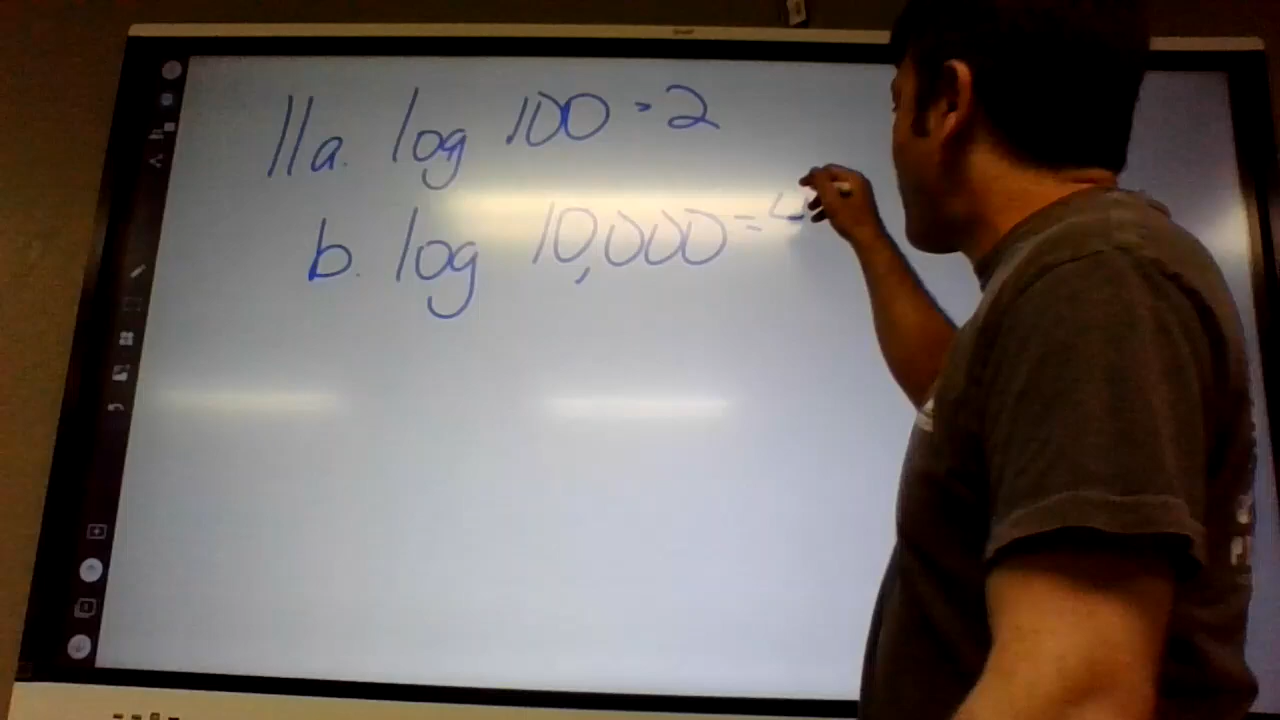 11a. log 100 = 2
b. log 10,000 = 4